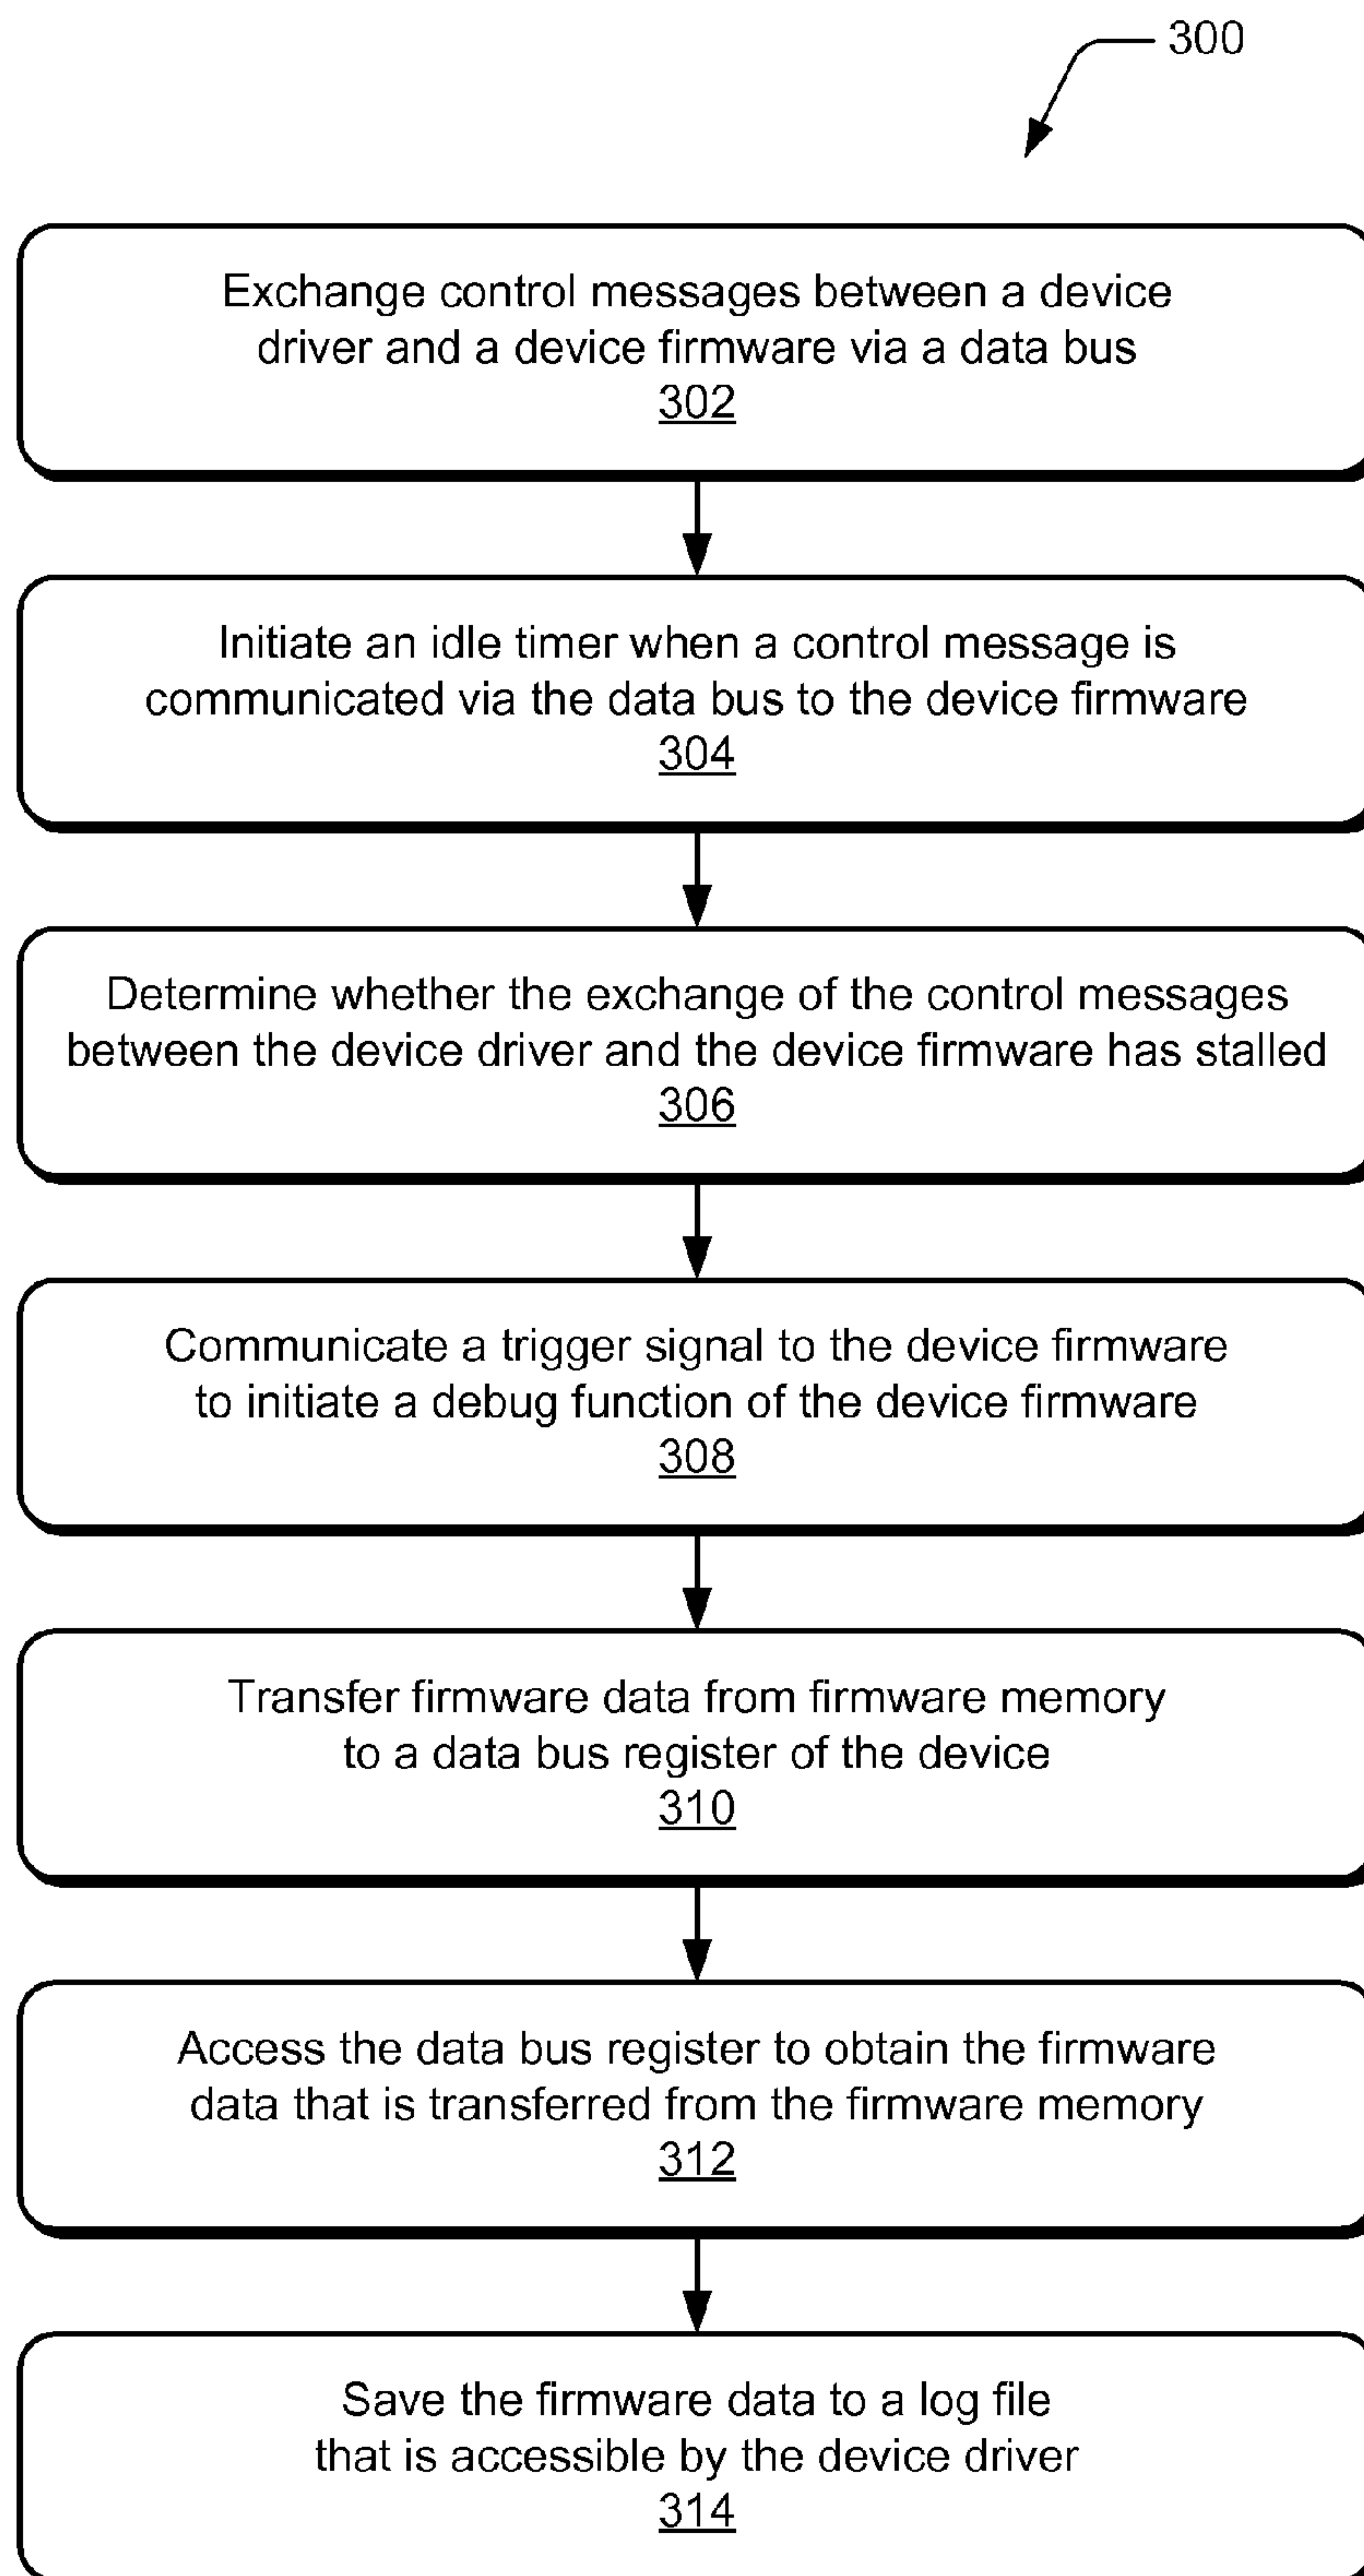 300
Exchange control messages between a device
driver and a device firmware via a data bus
302
Initiate an idle timer when a control message is
communicated via the data bus to the device firmware
304
Determine whether the exchange of the control messages
between the device driver and the device firmware has stalled
306
Communicate a trigger signal to the device firmware
to initiate a debug function of the device firmware
308
Transfer firmware data from firmware memory
to a data bus register of the device
310
Access the data bus register to obtain the firmware
data that is transferred from the firmware memory
312
Save the firmware data to a log file
that is accessible by the device driver
314